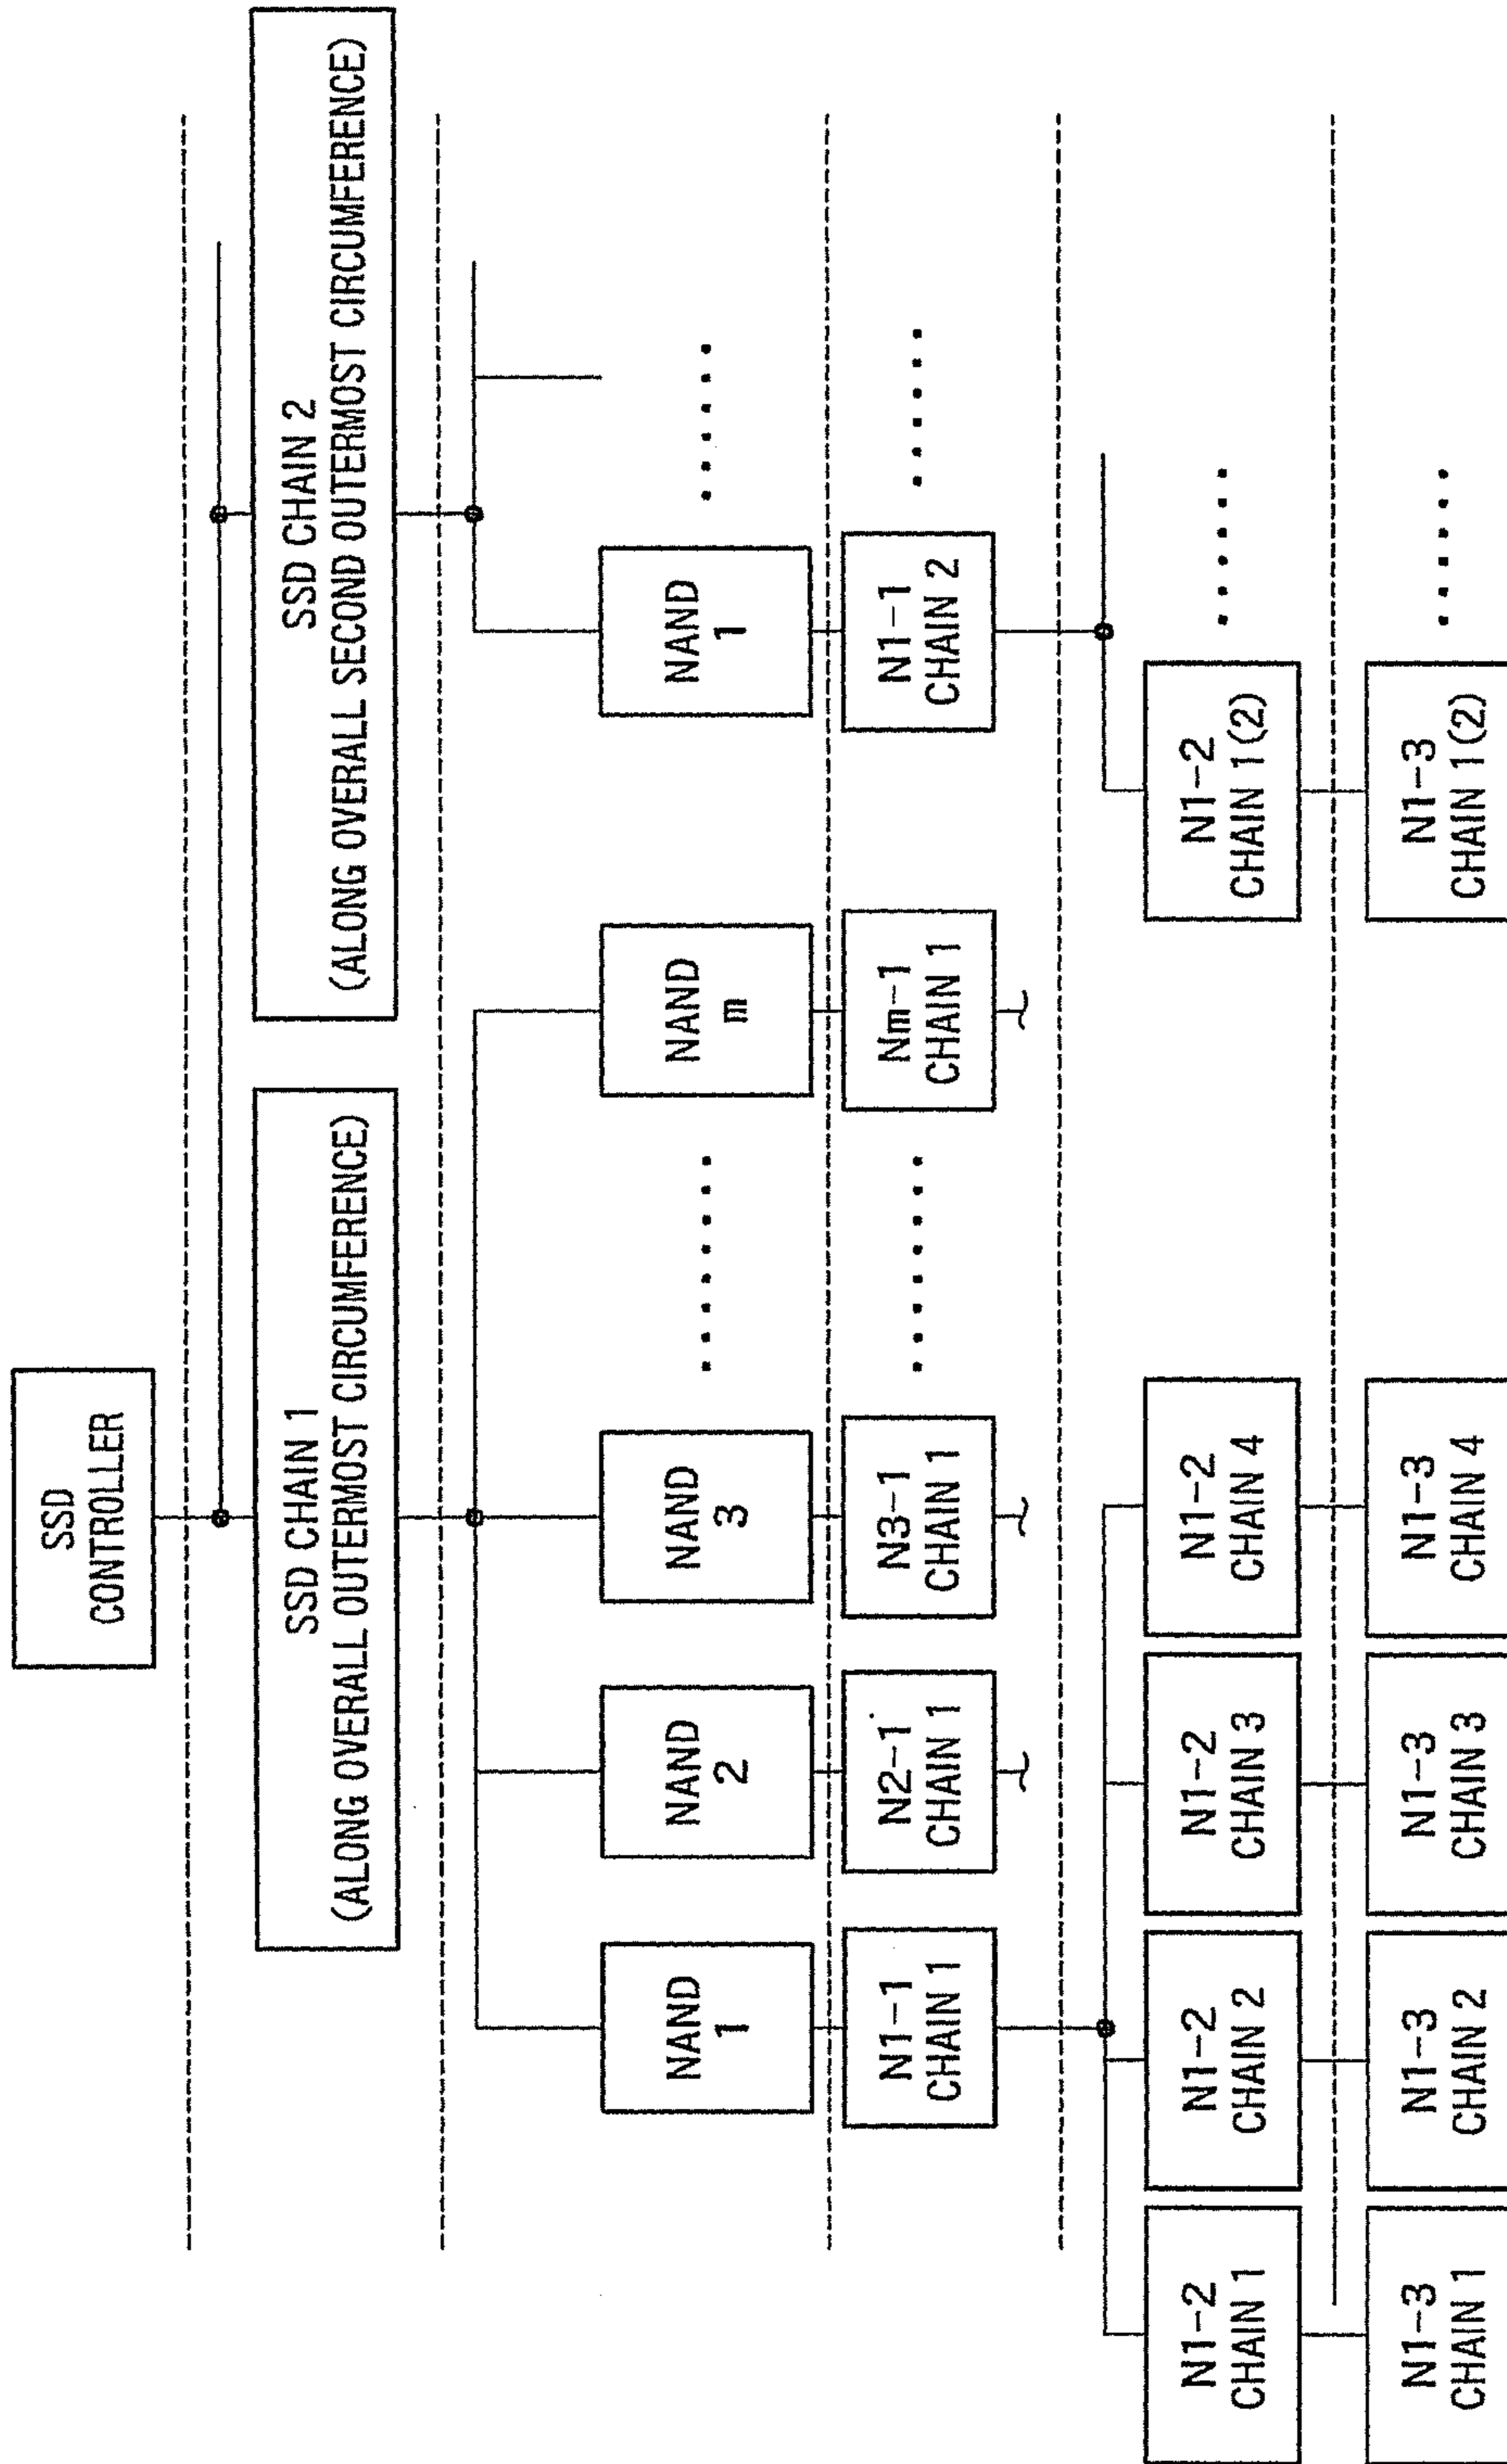 SSD
CONTROLLER
SSD CHAIN 1
(ALONG OVERALL OUTERMOST CIRCUMFERENCE)
SSD CHAIN 2
(ALONG OVERALL SECOND OUTERMOST CIRCUMFERENCE)
NAND
1
NAND
2
NAND
3
.......
NAND
m
NAND
1
......
N1-1
CHAIN 1
N2-1
CHAIN 1
N3-1
CHAIN 1
.......
Nm-1
CHAIN 1
N1-1
CHAIN 2
......
N1-2
CHAIN 1
N1-2
CHAIN 2
N1-2
CHAIN 3
N1-2
CHAIN 4
N1-2
CHAIN 1(2)
......
N1-3
CHAIN 1
N1-3
CHAIN 2
N1-3
CHAIN 3
N1-3
CHAIN 4
N1-3
CHAIN 1(2)
......